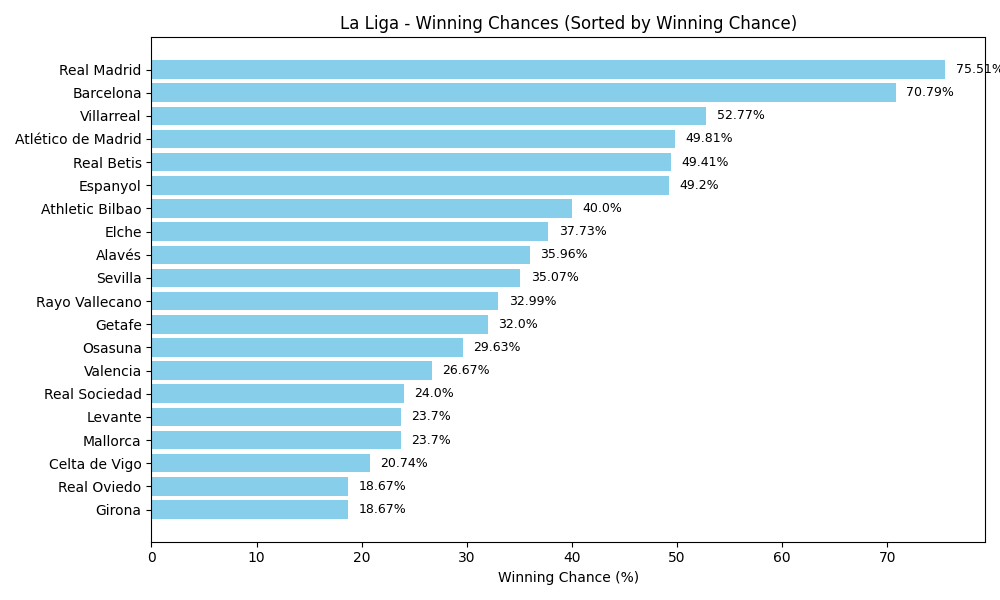 La Liga - Winning Chances (Sorted by Winning Chance)
Real Madrid 75.51%
Barcelona 70.79%
Villarreal 52.77%
Atlético de Madrid 49.81%
Real Betis 49.41%
Espanyol 49.2%
Athletic Bilbao 40.0%
Elche 37.73%
Alavés 35.96%
Sevilla 35.07%
Rayo Vallecano 32.99%
Getafe 32.0%
Osasuna 29.63%
Valencia 26.67%
Real Sociedad 24.0%
Levante 23.7%
Mallorca 23.7%
Celta de Vigo 20.74%
Real Oviedo 18.67%
Girona 18.67%
0 10 20 30 40 50 60 70
Winning Chance (%)